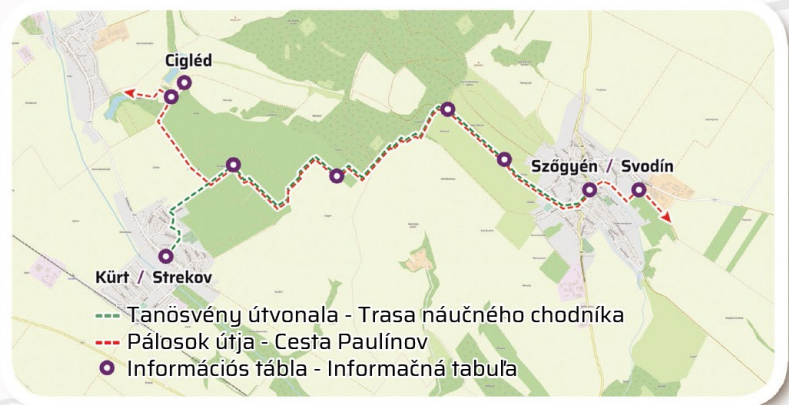 Cigléd
Szőgyén / Svodín
Kürt / Strekov
Tanösvény útvonala - Trasa náučného chodníka
Pálosok útja - Cesta Paulínov
Információs tábla - Informačná tabuľa